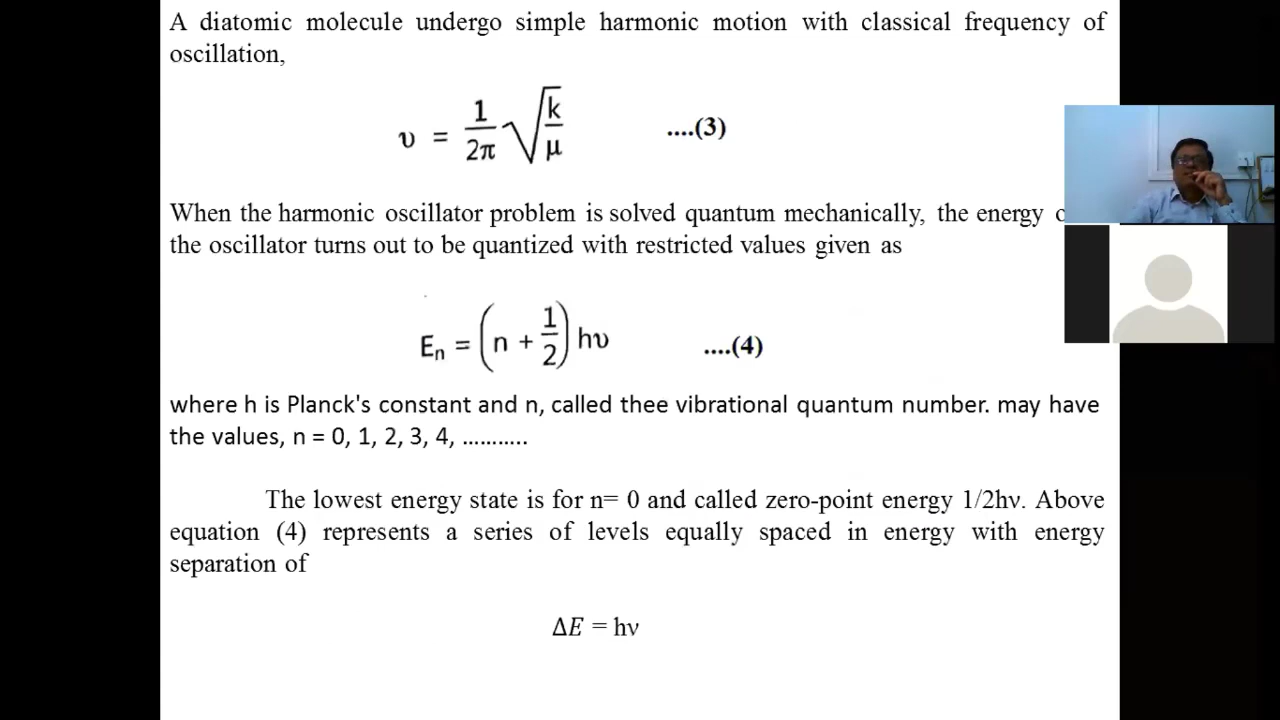 A diatomic molecule undergo simple harmonic motion with classical frequency of
oscillation,
υ = 1/2π √k/μ ....(3)
When the harmonic oscillator problem is solved quantum mechanically, the energy
the oscillator turns out to be quantized with restricted values given as
Eₙ = (n + 1/2) hυ ....(4)
where h is Planck's constant and n, called thee vibrational quantum number. may have
the values, n = 0, 1, 2, 3, 4, ...........
The lowest energy state is for n= 0 and called zero-point energy 1/2hν. Above
equation (4) represents a series of levels equally spaced in energy with energy
separation of
ΔE = hν